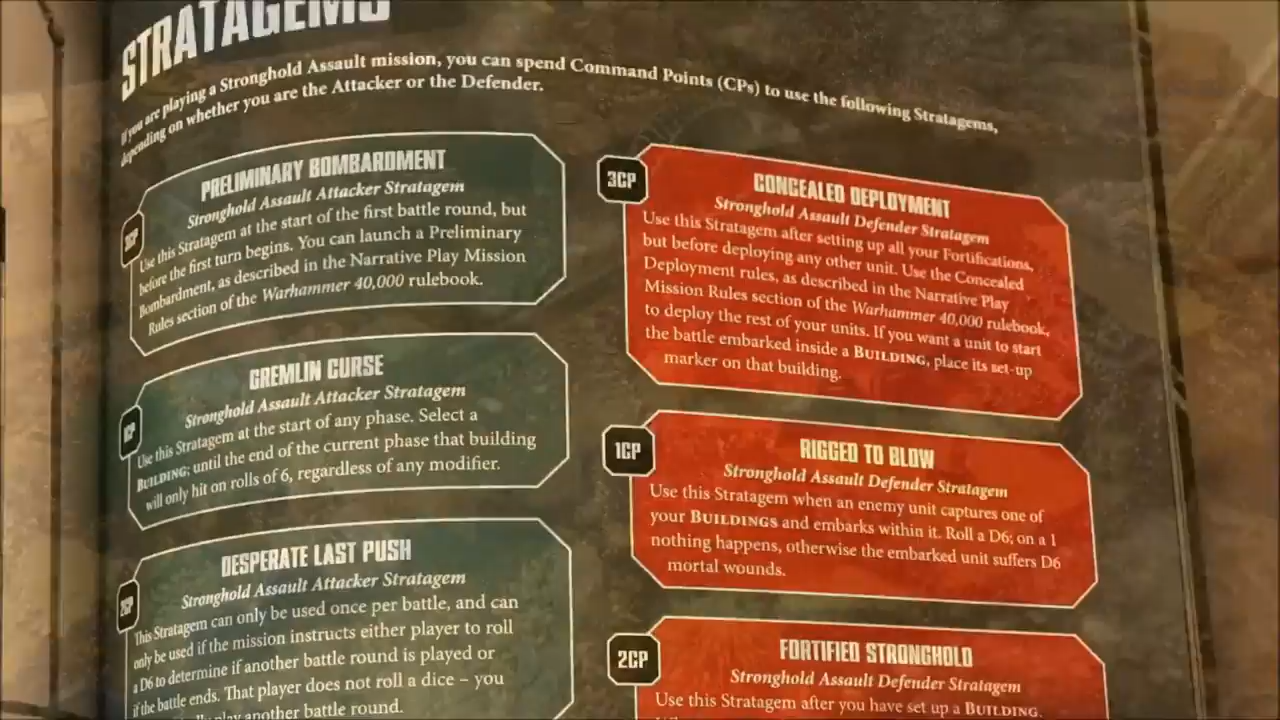 STRATAGEMS
If you are playing a Stronghold Assault mission, you can spend Command Points (CPs) to use the following Stratagems,
depending on whether you are the Attacker or the Defender.
PRELIMINARY BOMBARDMENT
Stronghold Assault Attacker Stratagem
Use this Stratagem at the start of the first battle round, but
before the first turn begins. You can launch a Preliminary
Bombardment, as described in the Narrative Play Mission
Rules section of the Warhammer 40,000 rulebook.
1CP
GREMLIN CURSE
Stronghold Assault Attacker Stratagem
Use this Stratagem at the start of any phase. Select a
BUILDING; until the end of the current phase that building
will only hit on rolls of 6, regardless of any modifier.
2CP
DESPERATE LAST PUSH
Stronghold Assault Attacker Stratagem
This Stratagem can only be used once per battle, and can
only be used if the mission instructs either player to roll
a D6 to determine if another battle round is played or
if the battle ends. That player does not roll a dice – you
play another battle round.
3CP
CONCEALED DEPLOYMENT
Stronghold Assault Defender Stratagem
Use this Stratagem after setting up all your Fortifications,
but before deploying any other unit. Use the Concealed
Deployment rules, as described in the Narrative Play
Mission Rules section of the Warhammer 40,000 rulebook,
to deploy the rest of your units. If you want a unit to start
the battle embarked inside a BUILDING, place its set-up
marker on that building.
1CP
RIGGED TO BLOW
Stronghold Assault Defender Stratagem
Use this Stratagem when an enemy unit captures one of
your BUILDINGS and embarks within it. Roll a D6; on a 1
nothing happens, otherwise the embarked unit suffers D6
mortal wounds.
2CP
FORTIFIED STRONGHOLD
Stronghold Assault Defender Stratagem
Use this Stratagem after you have set up a BUILDING.